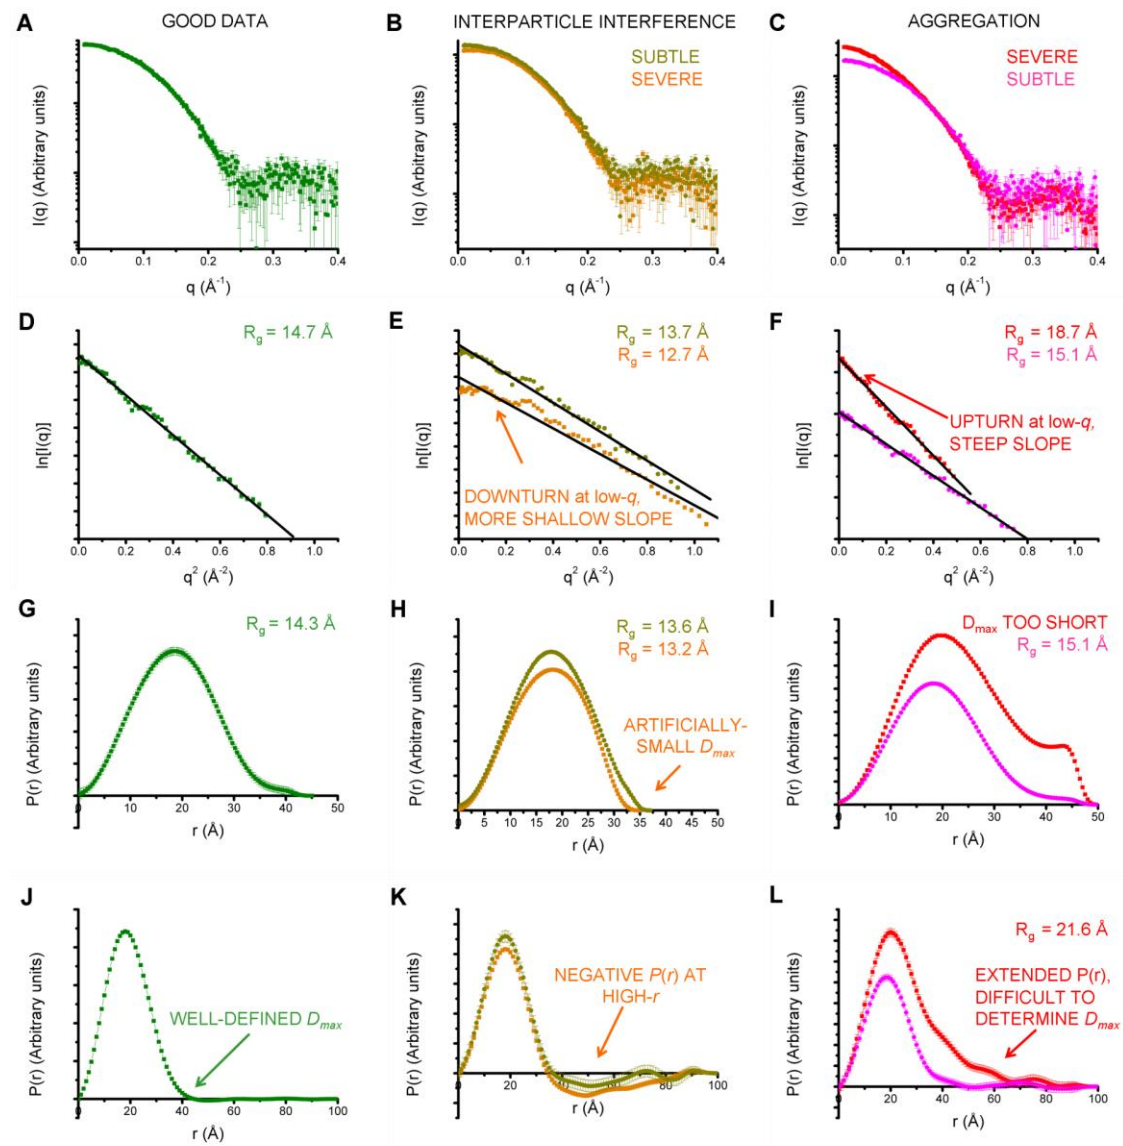 A GOOD DATA
B INTERPARTICLE INTERFERENCE
C AGGREGATION
I(q) (Arbitrary units)
0.0 0.1 0.2 0.3 0.4
q (Å⁻¹)
SUBTLE
SEVERE
I(q) (Arbitrary units)
0.0 0.1 0.2 0.3 0.4
q (Å⁻¹)
SEVERE
SUBTLE
I(q) (Arbitrary units)
0.0 0.1 0.2 0.3 0.4
q (Å⁻¹)
D
Rg = 14.7 Å
ln[I(q)]
0.0 0.2 0.4 0.6 0.8 1.0
q² (Å⁻²)
E
Rg = 13.7 Å
Rg = 12.7 Å
DOWNTURN at low-q,
MORE SHALLOW SLOPE
ln[I(q)]
0.0 0.2 0.4 0.6 0.8 1.0
q² (Å⁻²)
F
Rg = 18.7 Å
Rg = 15.1 Å
UPTURN at low-q,
STEEP SLOPE
ln[I(q)]
0.0 0.2 0.4 0.6 0.8 1.0
q² (Å⁻²)
G
Rg = 14.3 Å
P(r) (Arbitrary units)
0 10 20 30 40 50
r (Å)
H
Rg = 13.6 Å
Rg = 13.2 Å
ARTIFICIALLY-
SMALL Dmax
P(r) (Arbitrary units)
0 5 10 15 20 25 30 35 40 45 50
r (Å)
I
Dmax TOO SHORT
Rg = 15.1 Å
P(r) (Arbitrary units)
0 10 20 30 40 50
r (Å)
J
WELL-DEFINED Dmax
P(r) (Arbitrary units)
0 20 40 60 80 100
r (Å)
K
NEGATIVE P(r) AT
HIGH-r
P(r) (Arbitrary units)
0 20 40 60 80 100
r (Å)
L
Rg = 21.6 Å
EXTENDED P(r),
DIFFICULT TO
DETERMINE Dmax
P(r) (Arbitrary units)
0 20 40 60 80 100
r (Å)